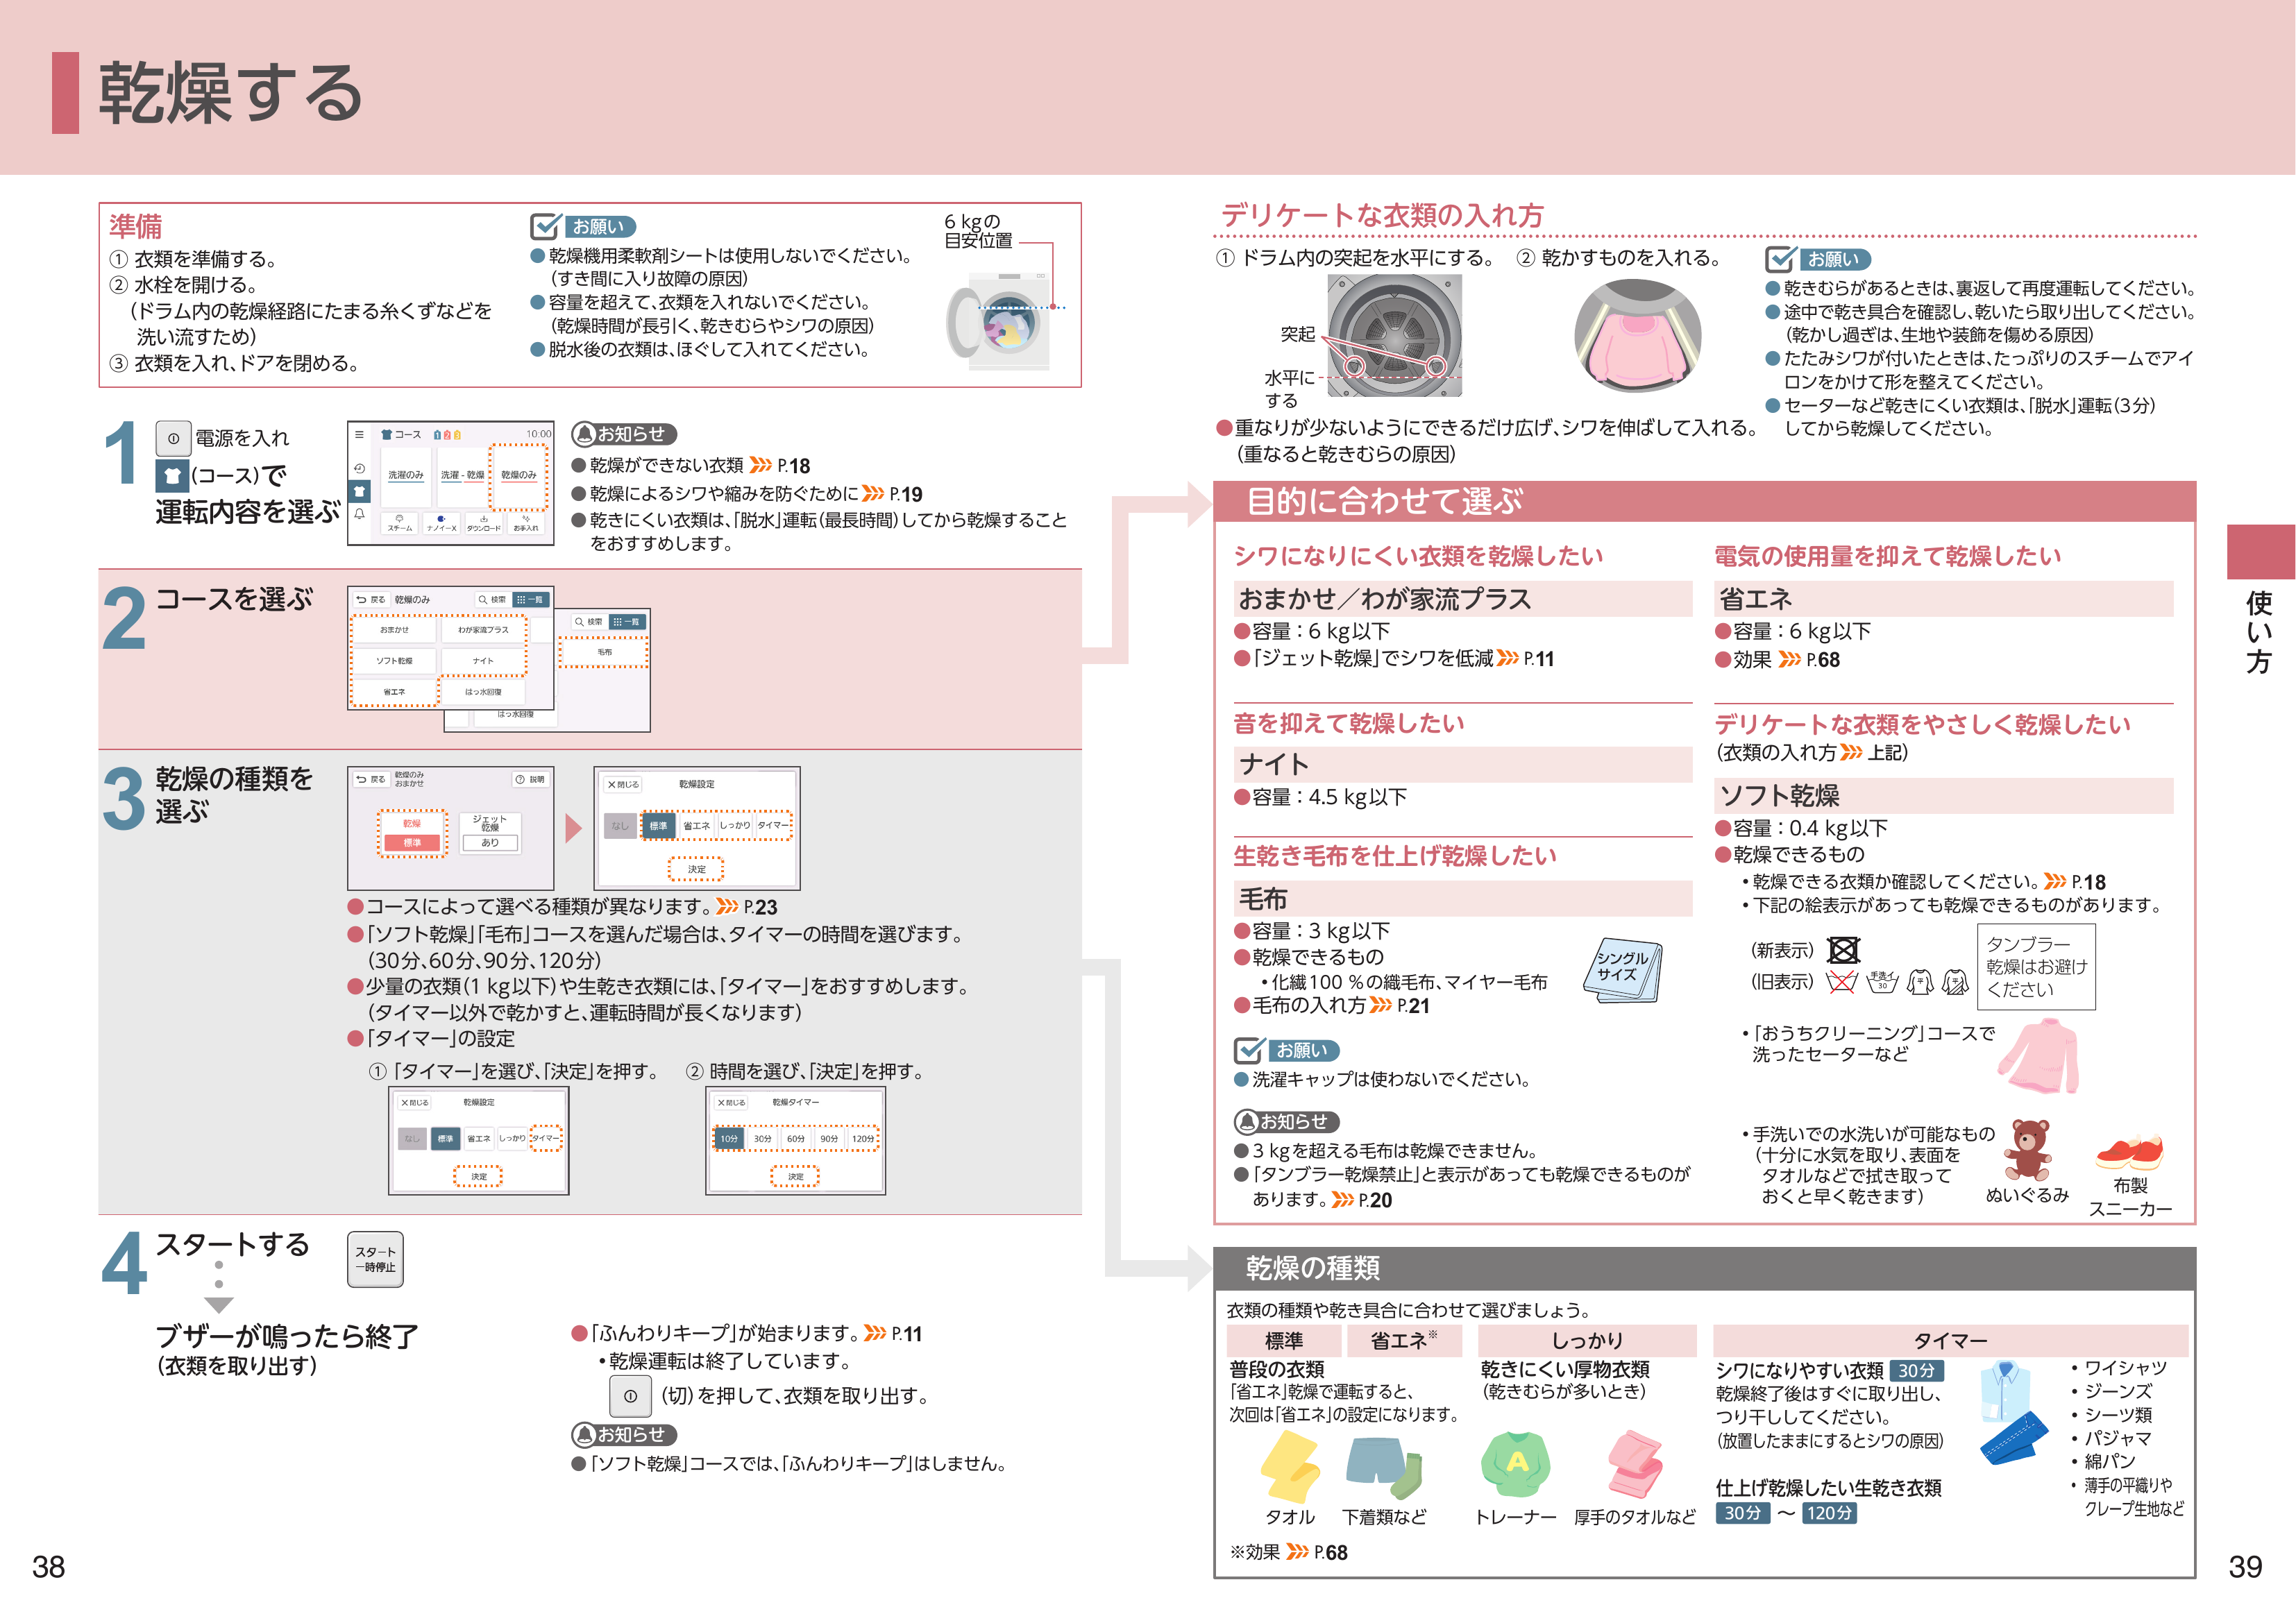 乾燥する
準備
① 衣類を準備する。
② 水栓を開ける。
（ドラム内の乾燥経路にたまる糸くずなどを
洗い流すため）
③ 衣類を入れ、ドアを閉める。
お願い
●乾燥機用柔軟剤シートは使用しないでください。
（すき間に入り故障の原因）
●容量を超えて、衣類を入れないでください。
（乾燥時間が長引く、乾きむらやシワの原因）
●脱水後の衣類は、ほぐして入れてください。
6 kgの
目安位置
1
電源を入れ
（コース）で
運転内容を選ぶ
コース 1 2 3 10:00
洗濯のみ 洗濯 - 乾燥 乾燥のみ
スチーム ナノイーX ダウンロード お手入れ
お知らせ
●乾燥ができない衣類 P.18
●乾燥によるシワや縮みを防ぐために P.19
●乾きにくい衣類は、「脱水」運転（最長時間）してから乾燥すること
をおすすめします。
2
コースを選ぶ
戻る 乾燥のみ 検索 一覧
おまかせ わが家流プラス
ソフト乾燥 ナイト
省エネ はっ水回復
検索 一覧
毛布
はっ水回復
3
乾燥の種類を
選ぶ
戻る 乾燥のみ
おまかせ
説明
乾燥
標準
ジェット
乾燥
あり
×閉じる 乾燥設定
なし 標準 省エネ しっかり タイマー
決定
●コースによって選べる種類が異なります。 P.23
●「ソフト乾燥」「毛布」コースを選んだ場合は、タイマーの時間を選びます。
（30分、60分、90分、120分）
●少量の衣類（1 kg以下）や生乾き衣類には、「タイマー」をおすすめします。
（タイマー以外で乾かすと、運転時間が長くなります）
●「タイマー」の設定
① 「タイマー」を選び、「決定」を押す。
×閉じる 乾燥設定
なし 標準 省エネ しっかり タイマー
決定
② 時間を選び、「決定」を押す。
×閉じる 乾燥タイマー
10分 30分 60分 90分 120分
決定
4
スタートする
スタート
一時停止
ブザーが鳴ったら終了
（衣類を取り出す）
●「ふんわりキープ」が始まります。 P.11
・乾燥運転は終了しています。
（切）を押して、衣類を取り出す。
お知らせ
●「ソフト乾燥」コースでは、「ふんわりキープ」はしません。
38
デリケートな衣類の入れ方
① ドラム内の突起を水平にする。
突起
水平に
する
② 乾かすものを入れる。
●重なりが少ないようにできるだけ広げ、シワを伸ばして入れる。
（重なると乾きむらの原因）
お願い
●乾きむらがあるときは、裏返して再度運転してください。
●途中で乾き具合を確認し、乾いたら取り出してください。
（乾かし過ぎは、生地や装飾を傷める原因）
●たたみシワが付いたときは、たっぷりのスチームでアイ
ロンをかけて形を整えてください。
●セーターなど乾きにくい衣類は、「脱水」運転（3分）
してから乾燥してください。
目的に合わせて選ぶ
シワになりにくい衣類を乾燥したい
おまかせ／わが家流プラス
●容量：6 kg以下
●「ジェット乾燥」でシワを低減 P.11
音を抑えて乾燥したい
ナイト
●容量：4.5 kg以下
生乾き毛布を仕上げ乾燥したい
毛布
●容量：3 kg以下
●乾燥できるもの
・化繊100 %の織毛布、マイヤー毛布
●毛布の入れ方 P.21
シングル
サイズ
お願い
●洗濯キャップは使わないでください。
お知らせ
●3 kgを超える毛布は乾燥できません。
●「タンブラー乾燥禁止」と表示があっても乾燥できるものが
あります。 P.20
電気の使用量を抑えて乾燥したい
省エネ
●容量：6 kg以下
●効果 P.68
デリケートな衣類をやさしく乾燥したい
（衣類の入れ方 上記）
ソフト乾燥
●容量：0.4 kg以下
●乾燥できるもの
・乾燥できる衣類か確認してください。 P.18
・下記の絵表示があっても乾燥できるものがあります。
（新表示）
（旧表示） 手洗イ 30 平 平
タンブラー
乾燥はお避け
ください
・「おうちクリーニング」コースで
洗ったセーターなど
・手洗いでの水洗いが可能なもの
（十分に水気を取り、表面を
タオルなどで拭き取って
おくと早く乾きます）
ぬいぐるみ
布製
スニーカー
乾燥の種類
衣類の種類や乾き具合に合わせて選びましょう。
標準 省エネ※
普段の衣類
「省エネ」乾燥で運転すると、
次回は「省エネ」の設定になります。
タオル 下着類など
しっかり
乾きにくい厚物衣類
（乾きむらが多いとき）
A
トレーナー 厚手のタオルなど
タイマー
シワになりやすい衣類 30分
乾燥終了後はすぐに取り出し、
つり干ししてください。
（放置したままにするとシワの原因）
仕上げ乾燥したい生乾き衣類
30分 ～ 120分
・ワイシャツ
・ジーンズ
・シーツ類
・パジャマ
・綿パン
・薄手の平織りや
クレープ生地など
※効果 P.68
使い方
39